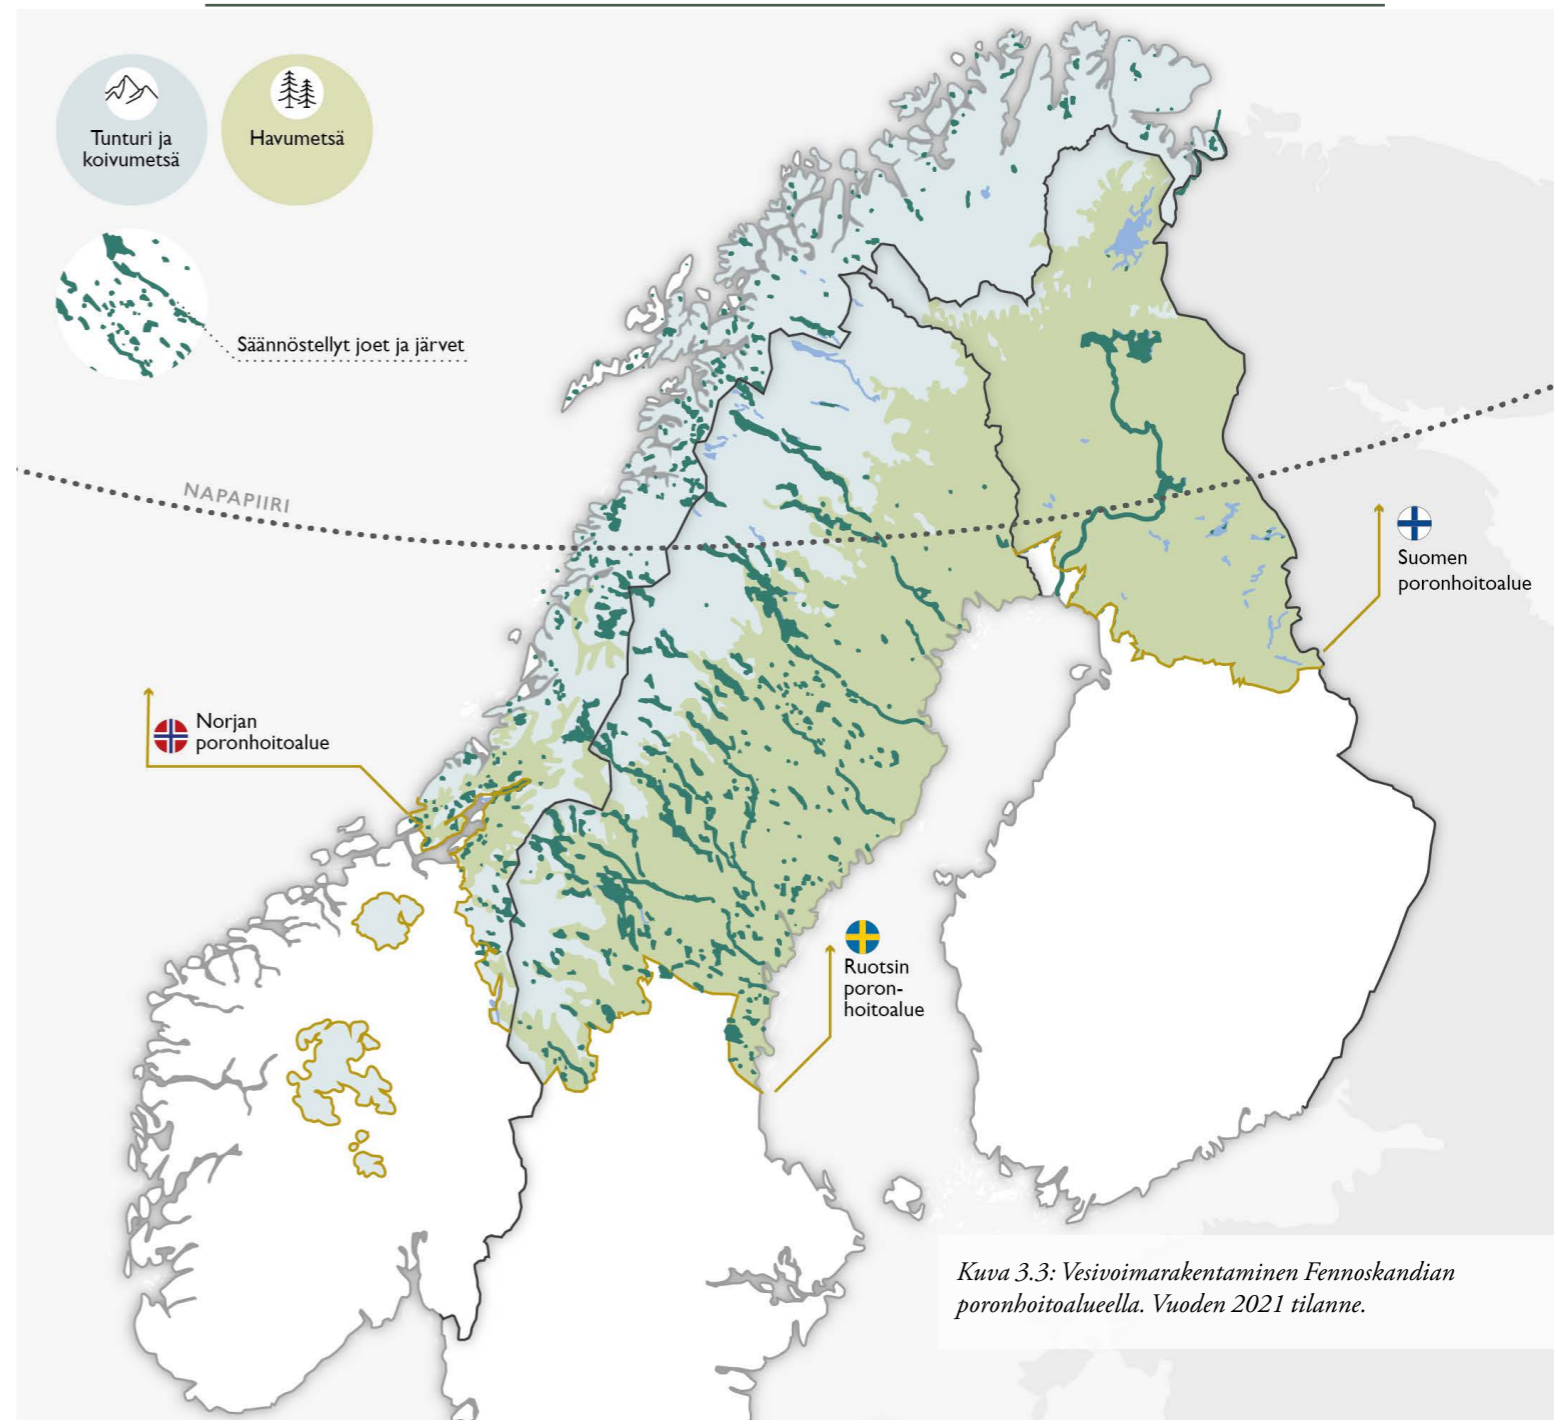 Tunturi ja
koivumetsä
Havumetsä
Säännöstellyt joet ja järvet
NAPAPIIRI
Suomen
poronhoitoalue
Norjan
poronhoitoalue
Ruotsin
poron-
hoitoalue
Kuva 3.3: Vesivoimarakentaminen Fennoskandian
poronhoitoalueella. Vuoden 2021 tilanne.